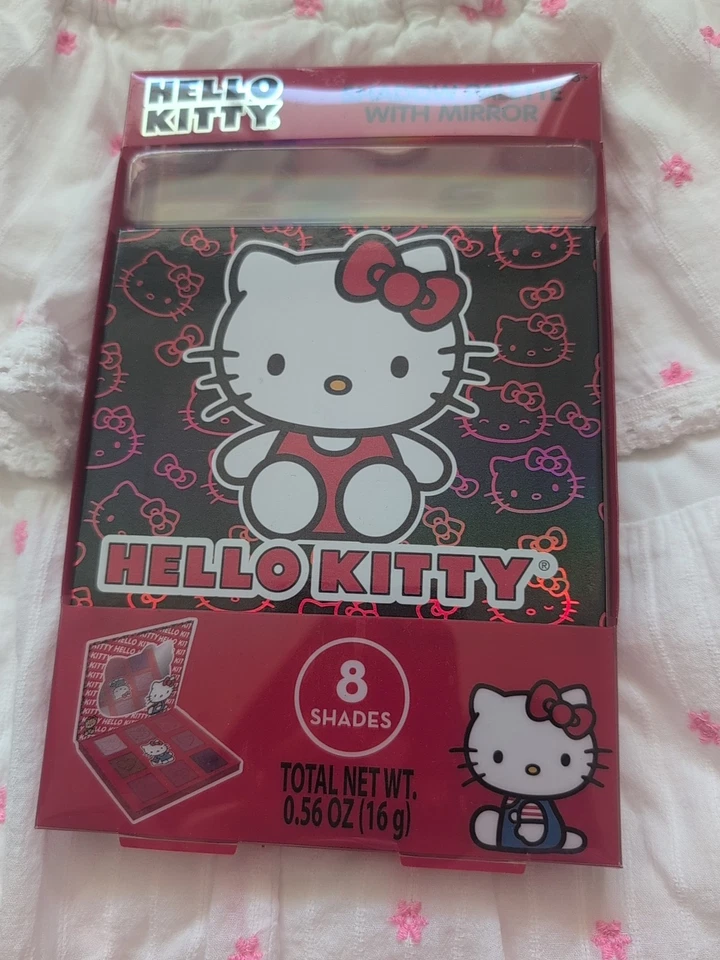 HELLO
KITTY
WITH MIRROR
HELLO KITTY®
8
SHADES
TOTAL NET WT.
0.56 OZ (16 g)